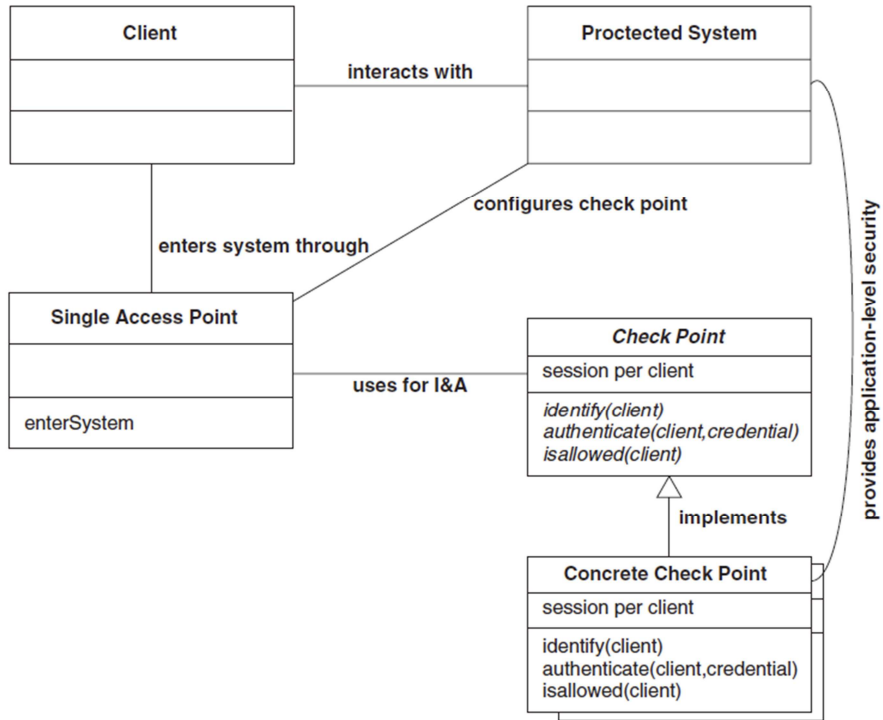 Client
Proctected System
interacts with
configures check point
enters system through
provides application-level security
Single Access Point
enterSystem
uses for I&A
Check Point
session per client
identify(client)
authenticate(client,credential)
isallowed(client)
implements
Concrete Check Point
session per client
identify(client)
authenticate(client,credential)
isallowed(client)